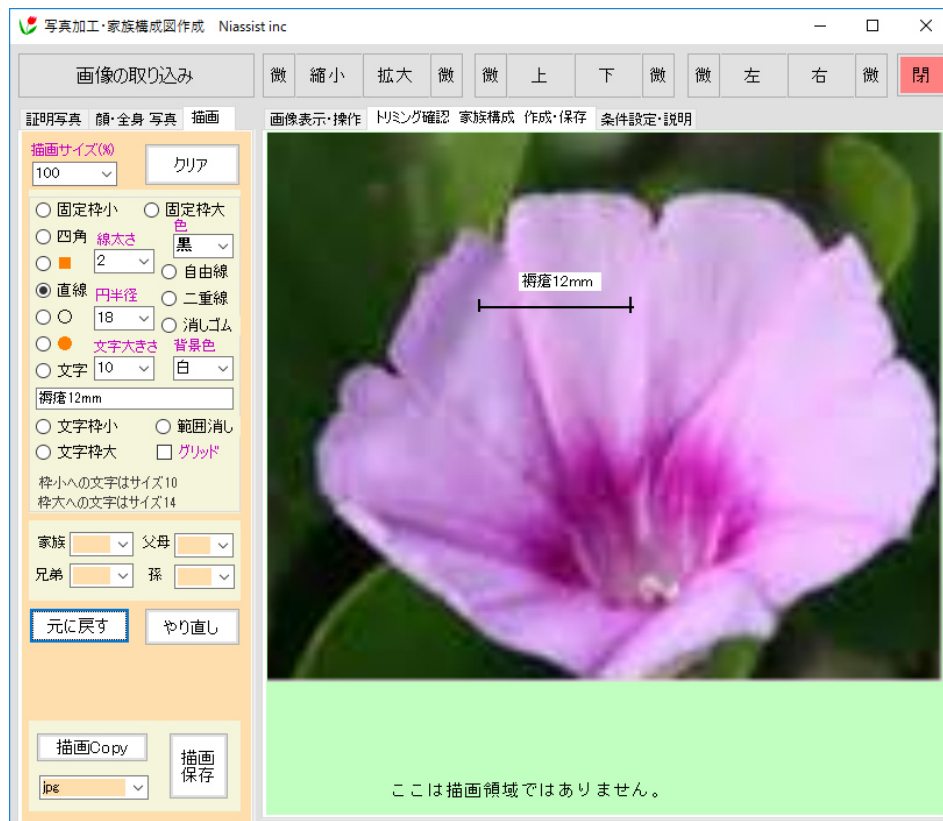 写真加工・家族構成図作成 Niassist inc
画像の取り込み 微 縮小 拡大 微 微 上 下 微 微 左 右 微 閉
証明写真 顔・全身 写真 描画 画像表示・操作 トリミング確認 家族構成 作成・保存 条件設定・説明
描画サイズ(%)
100 クリア
固定枠小 固定枠大
四角 線太さ 色
2 黒
自由線
直線 円半径 二重線
18 消しゴム
文字大きさ 背景色
文字 10 白
褥瘡12mm
文字枠小 範囲消し
文字枠大 グリッド
枠小への文字はサイズ10
枠大への文字はサイズ14
家族 父母
兄弟 孫
元に戻す やり直し
描画Copy 描画
保存
jpg
褥瘡12mm
ここは描画領域ではありません。